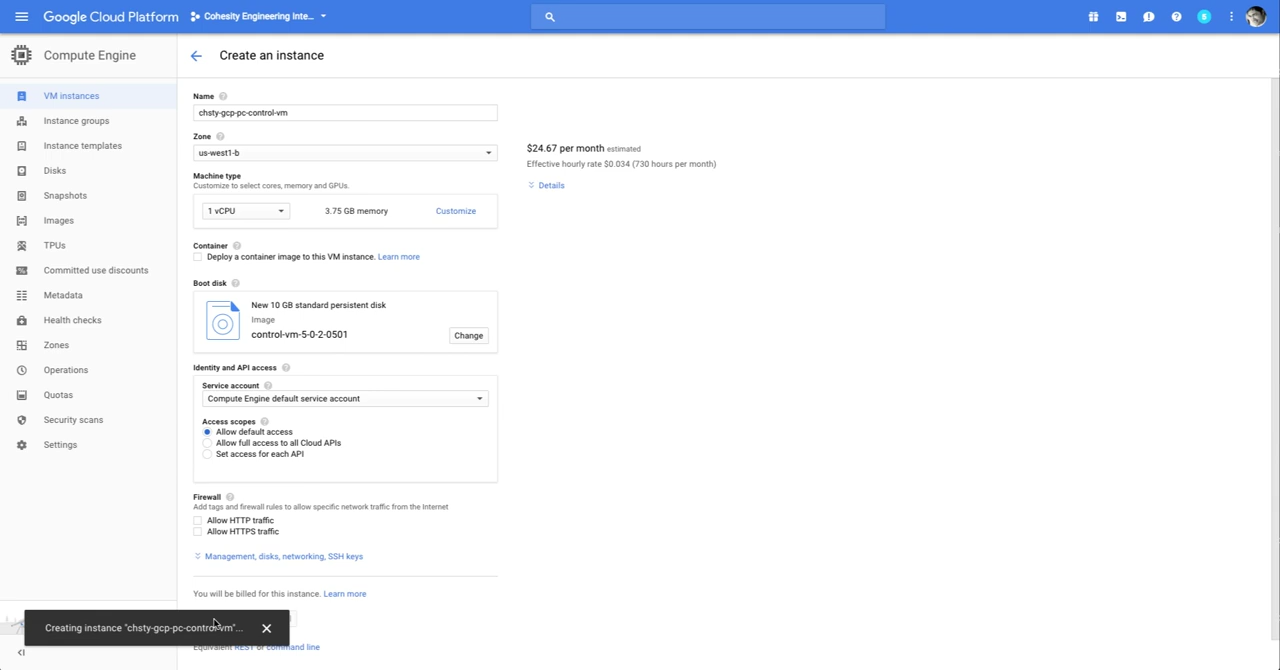 Google Cloud Platform
Cohesity Engineering Inte...
Compute Engine
Create an instance
VM instances
Instance groups
Instance templates
Disks
Snapshots
Images
TPUs
Committed use discounts
Metadata
Health checks
Zones
Operations
Quotas
Security scans
Settings
Name
chsty-gcp-pc-control-vm
Zone
us-west1-b
Machine type
Customize to select cores, memory and GPUs.
1 vCPU 3.75 GB memory Customize
Container
Deploy a container image to this VM instance. Learn more
Boot disk
New 10 GB standard persistent disk
Image
control-vm-5-0-2-0501
Change
Identity and API access
Service account
Compute Engine default service account
Access scopes
Allow default access
Allow full access to all Cloud APIs
Set access for each API
Firewall
Add tags and firewall rules to allow specific network traffic from the Internet
Allow HTTP traffic
Allow HTTPS traffic
Management, disks, networking, SSH keys
You will be billed for this instance. Learn more
Equivalent REST or command line
$24.67 per month estimated
Effective hourly rate $0.034 (730 hours per month)
Details
Creating instance "chsty-gcp-pc-control-vm"...